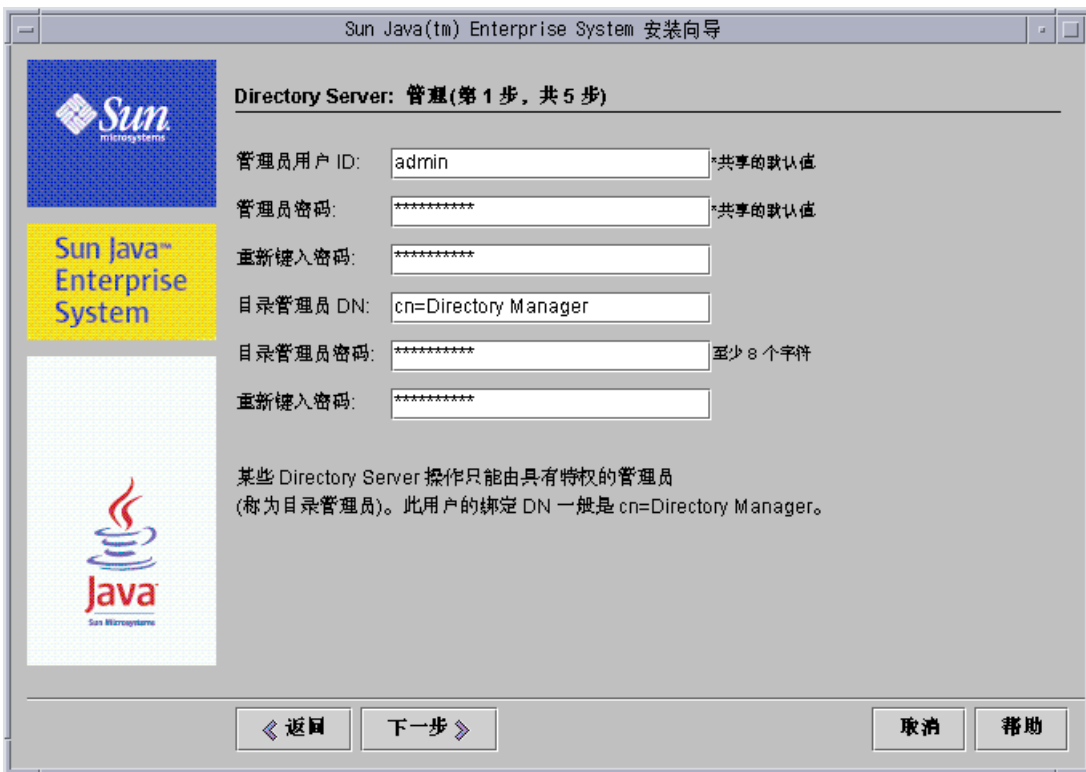 Sun Java(tm) Enterprise System 安装向导
Sun
microsystems
Sun Java™
Enterprise
System
Java
Sun Microsystems
Directory Server: 管理(第 1 步，共 5 步)
管理员用户 ID: admin *共享的默认值
管理员密码: ********** *共享的默认值
重新键入密码: **********
目录管理员 DN: cn=Directory Manager
目录管理员密码: ********** 至少 8 个字符
重新键入密码: **********
某些 Directory Server 操作只能由具有特权的管理员
(称为目录管理员)。此用户的绑定 DN 一般是 cn=Directory Manager。
返回 下一步 取消 帮助